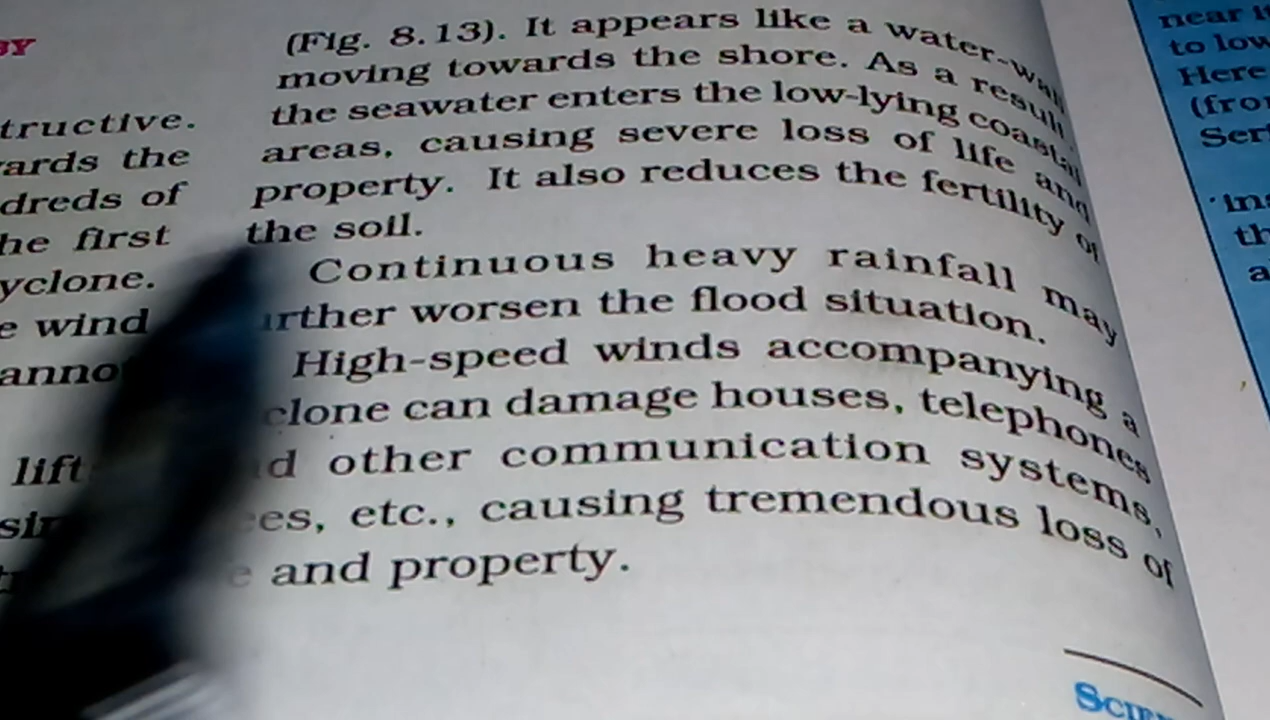 BY
tructive.
ards the
dreds of
he first
yclone.
e wind
anno
lift
(Fig. 8.13). It appears like a water-wall
moving towards the shore. As a result
the seawater enters the low-lying coastal
areas, causing severe loss of life and
property. It also reduces the fertility of
the soil.
Continuous heavy rainfall may
urther worsen the flood situation.
High-speed winds accompanying a
clone can damage houses, telephones
d other communication systems,
ees, etc., causing tremendous loss of
e and property.
SCIE
near i
to low
Here
(fro
Ser
ins
th
a